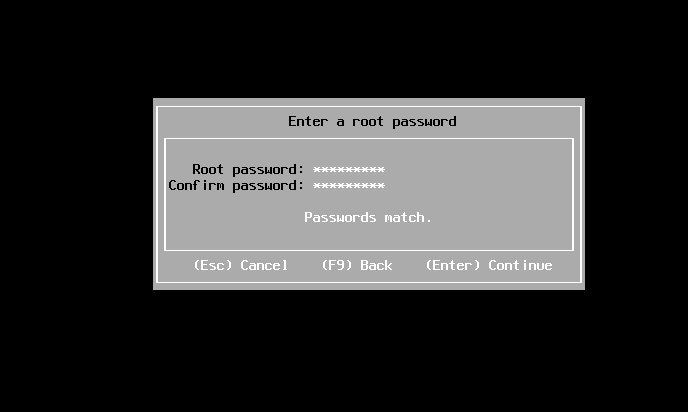 Enter a root password
Root password: *********
Confirm password: *********
Passwords match.
(Esc) Cancel (F9) Back (Enter) Continue